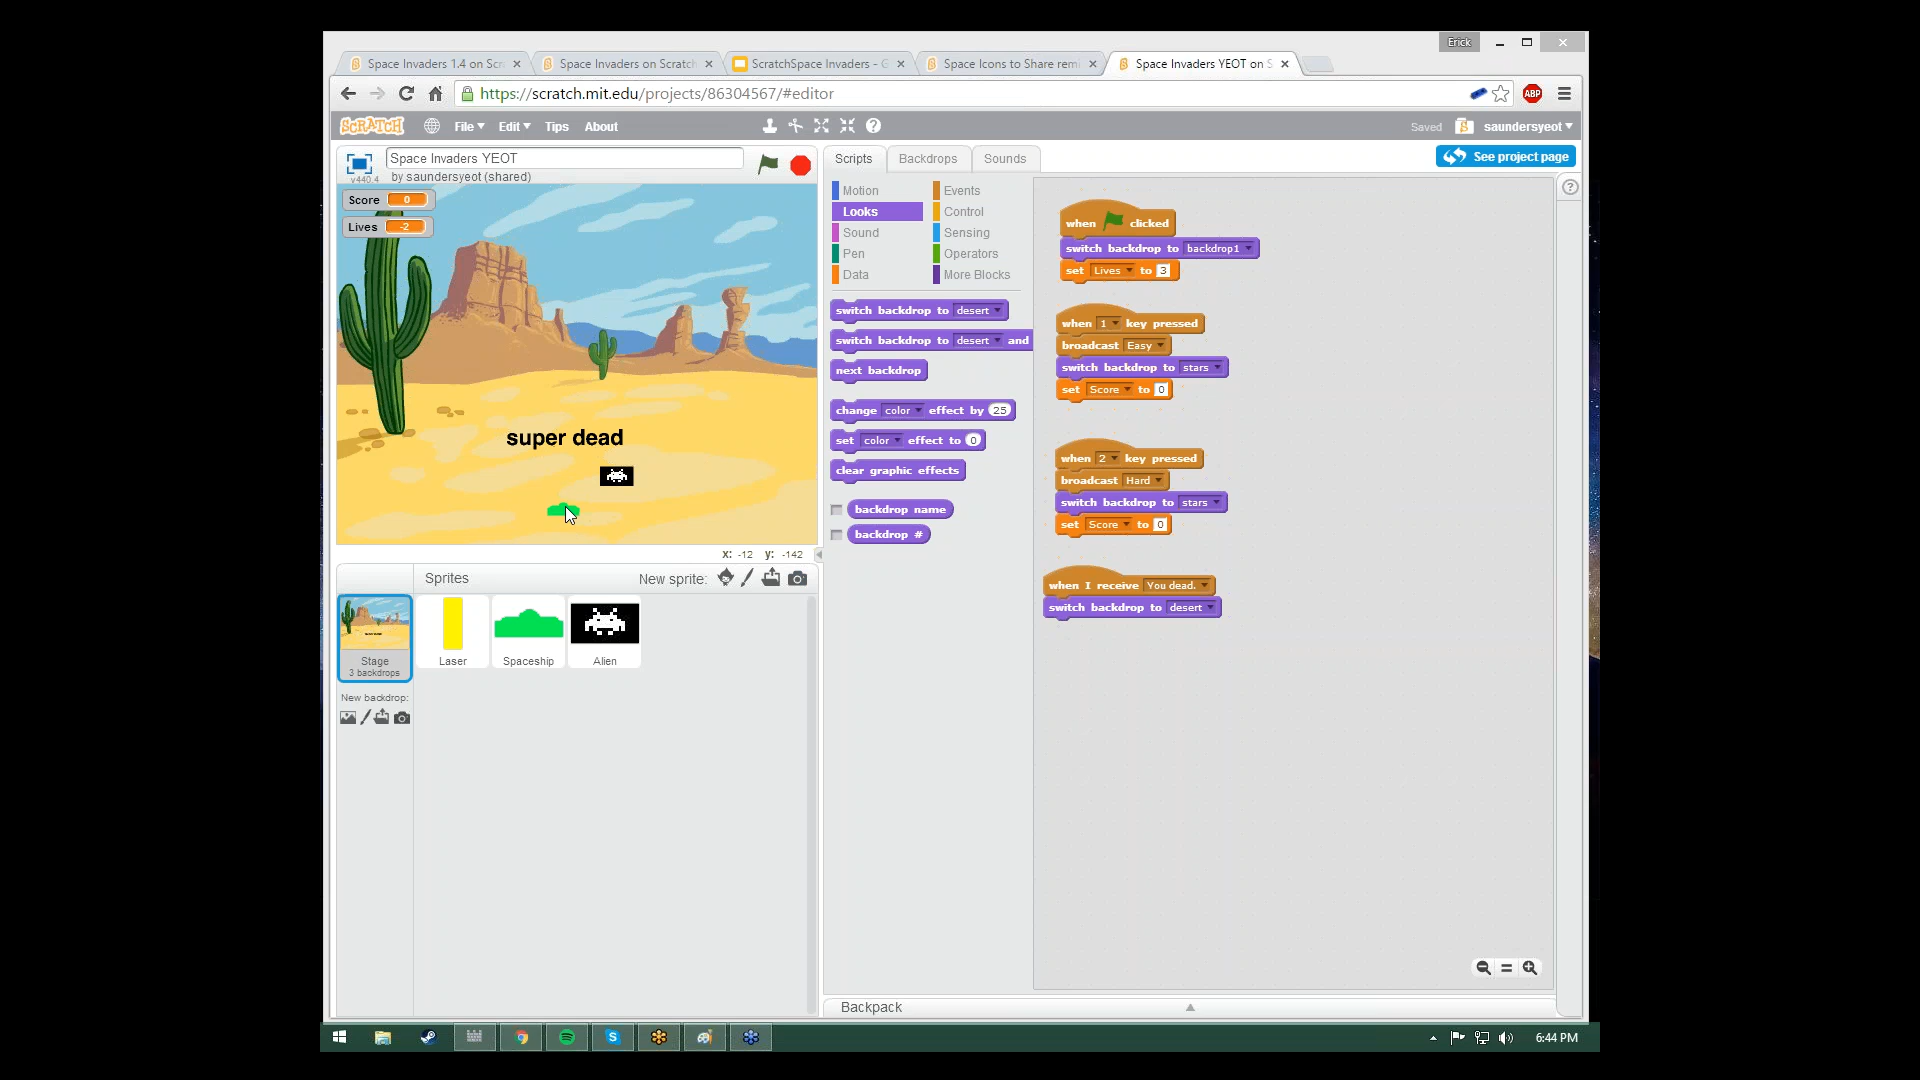 Erick
Space Invaders 1.4 on Scr
Space Invaders on Scratch
ScratchSpace Invaders - G
Space Icons to Share remi
Space Invaders YEOT on S
https://scratch.mit.edu/projects/86304567/#editor
ABP
SCRATCH
File
Edit
Tips
About
Saved
saundersyeot
v440.4
Space Invaders YEOT
by saundersyeot (shared)
Scripts
Backdrops
Sounds
See project page
Score 0
Lives -2
super dead
x: -12 y: -142
Motion
Looks
Sound
Pen
Data
Events
Control
Sensing
Operators
More Blocks
switch backdrop to desert
switch backdrop to desert and
next backdrop
change color effect by 25
set color effect to 0
clear graphic effects
backdrop name
backdrop #
when clicked
switch backdrop to backdrop1
set Lives to 3
when 1 key pressed
broadcast Easy
switch backdrop to stars
set Score to 0
when 2 key pressed
broadcast Hard
switch backdrop to stars
set Score to 0
when I receive You dead.
switch backdrop to desert
Sprites
New sprite:
Stage
3 backdrops
Laser
Spaceship
Alien
New backdrop:
Backpack
6:44 PM